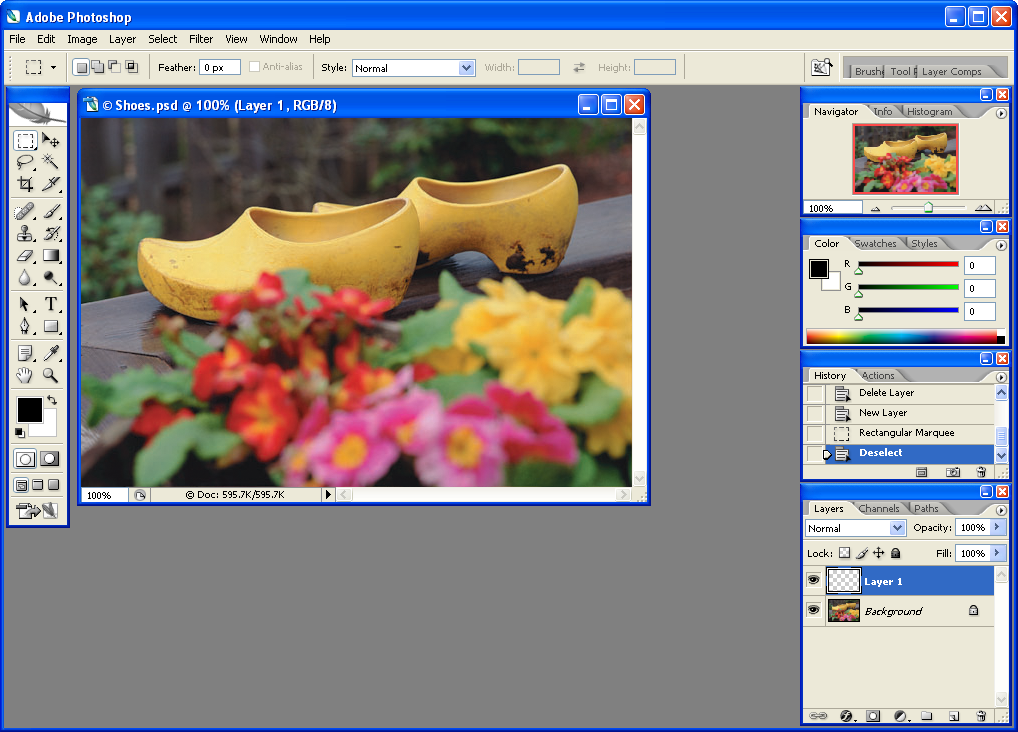 Adobe Photoshop
File Edit Image Layer Select Filter View Window Help
Feather: 0 px Anti-alias Style: Normal Width: Height: Brush Tool Layer Comps
© Shoes.psd @ 100% (Layer 1, RGB/8)
Navigator Info Histogram
100%
Color Swatches Styles
R 0
G 0
B 0
History Actions
Delete Layer
New Layer
Rectangular Marquee
Deselect
100% © Doc: 595.7K/595.7K
Layers Channels Paths
Normal Opacity: 100%
Lock: Fill: 100%
Layer 1
Background
T